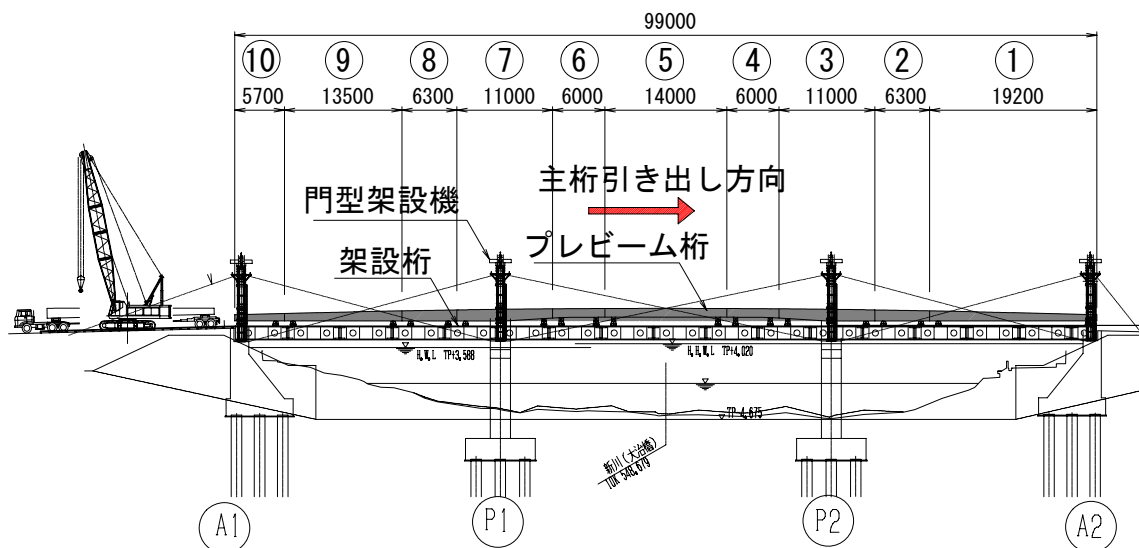 99000
⑩ ⑨ ⑧ ⑦ ⑥ ⑤ ④ ③ ② ①
5700 13500 6300 11000 6000 14000 6000 11000 6300 19200
主桁引き出し方向
門型架設機
プレビーム桁
架設桁
H.W.L TP+3.588
H.H.W.L TP+4.020
TP-4.675
新川(大治橋)
A1 P1 P2 A2